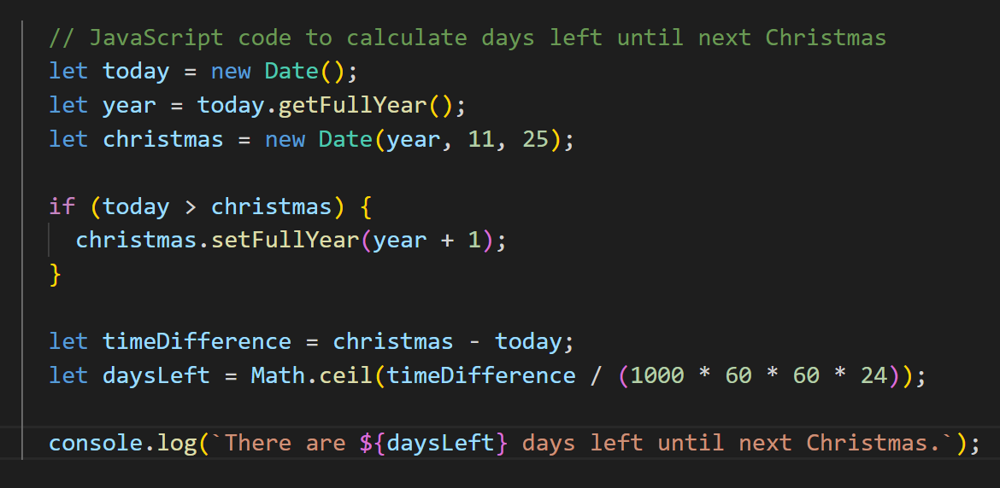 // JavaScript code to calculate days left until next Christmas
let today = new Date();
let year = today.getFullYear();
let christmas = new Date(year, 11, 25);
if (today > christmas) {
christmas.setFullYear(year + 1);
}
let timeDifference = christmas - today;
let daysLeft = Math.ceil(timeDifference / (1000 * 60 * 60 * 24));
console.log(`There are ${daysLeft} days left until next Christmas.`);